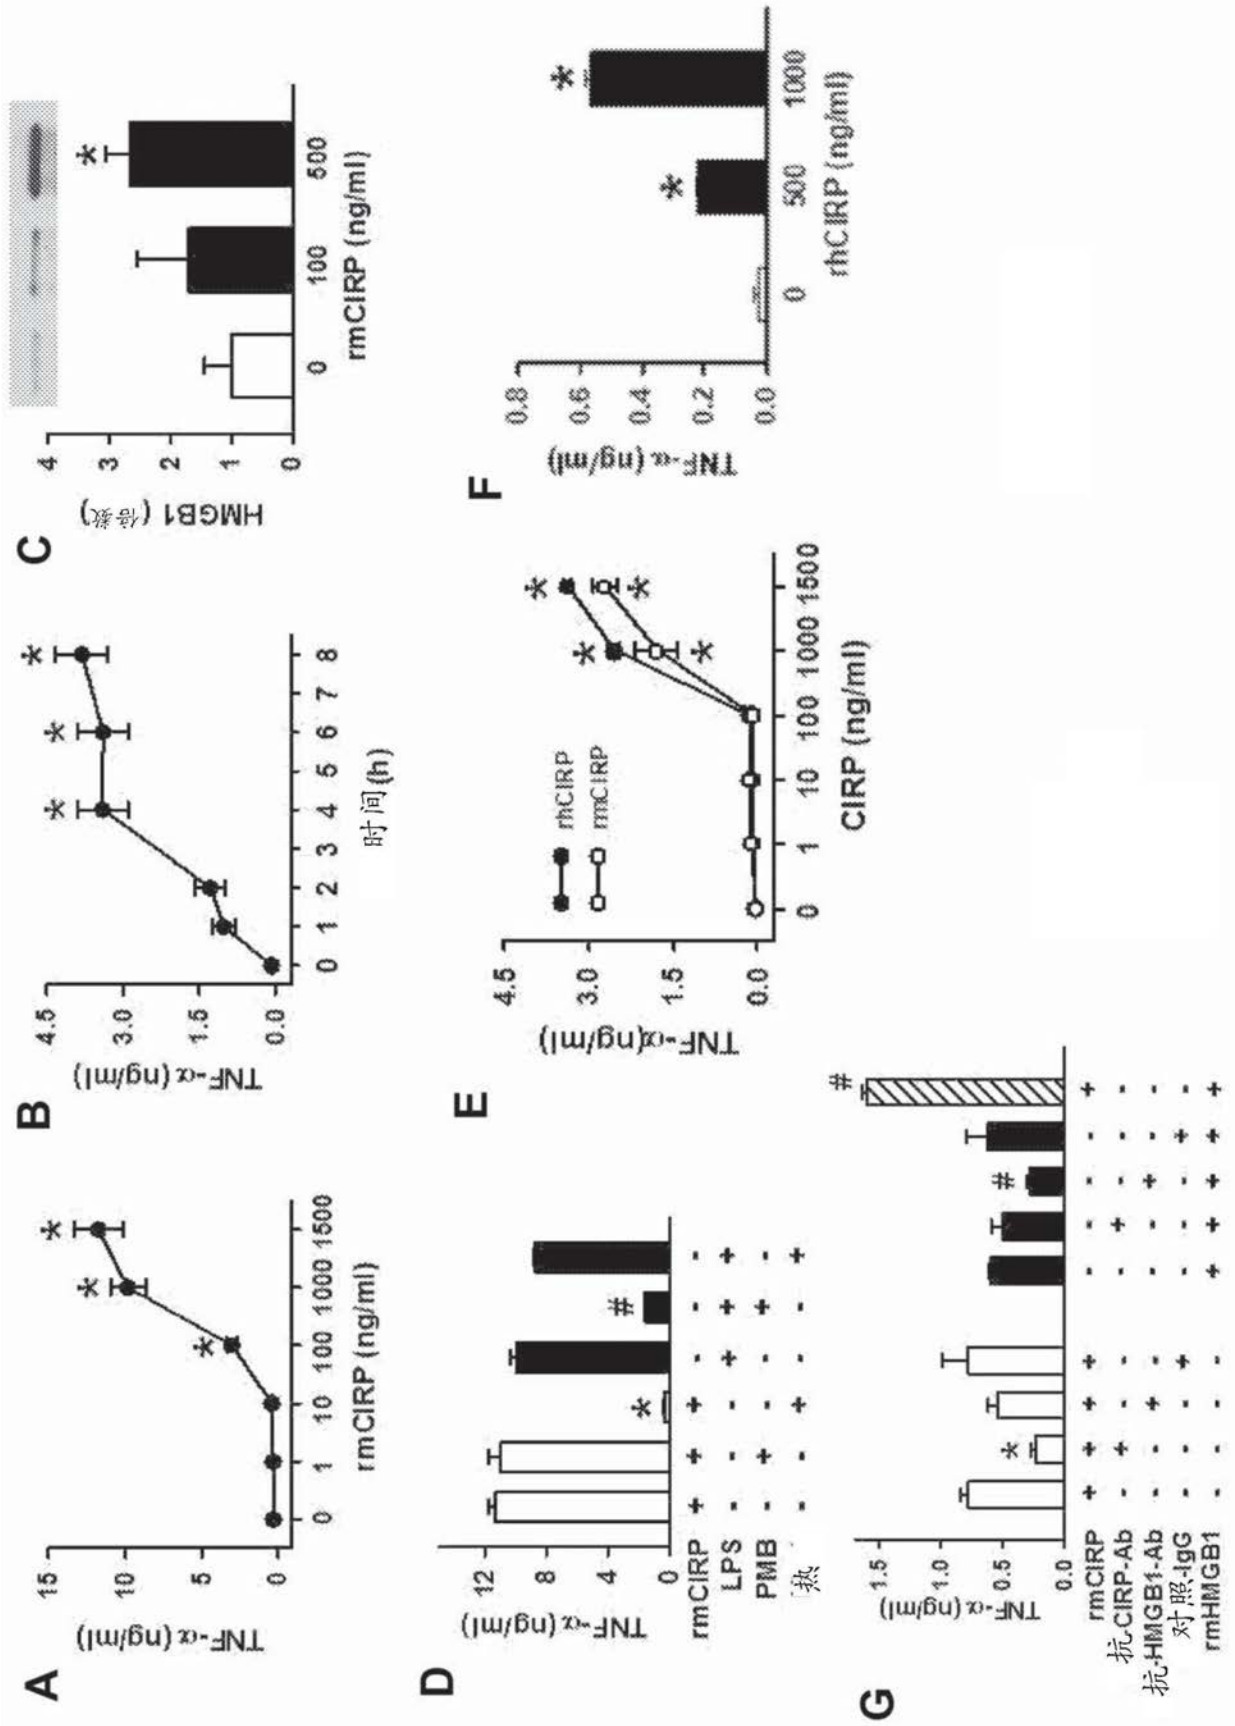 A
TNF-α (ng/ml)
15
10
5
0
0 1 10 100 1000 1500
rmCIRP (ng/ml)
*
*
*
B
TNF-α (ng/ml)
4.5
3.0
1.5
0.0
0 1 2 3 4 5 6 7 8
时间(h)
*
*
*
C
HMGB1 (倍数)
4
3
2
1
0
0 100 500
rmCIRP (ng/ml)
*
D
TNF-α (ng/ml)
12
8
4
0
* #
rmCIRP + + + - - -
LPS - - - + + +
PMB - + - - + -
热 - - + - - +
E
TNF-α(ng/ml)
4.5
3.0
1.5
0.0
rhCIRP
rmCIRP
* *
* *
0 1 10 100 1000 1500
CIRP (ng/ml)
F
TNF-α (ng/ml)
0.8
0.6
0.4
0.2
0.0
* *
0 500 1000
rhCIRP (ng/ml)
G
TNF-α (ng/ml)
1.5
1.0
0.5
0.0
* # #
rmCIRP + + + + - - - - +
抗-CIRP-Ab - + - - - + - - -
抗-HMGB1-Ab - - + - - - + - -
对照-IgG - - - + - - - + -
rmHMGB1 - - - - + + + + +